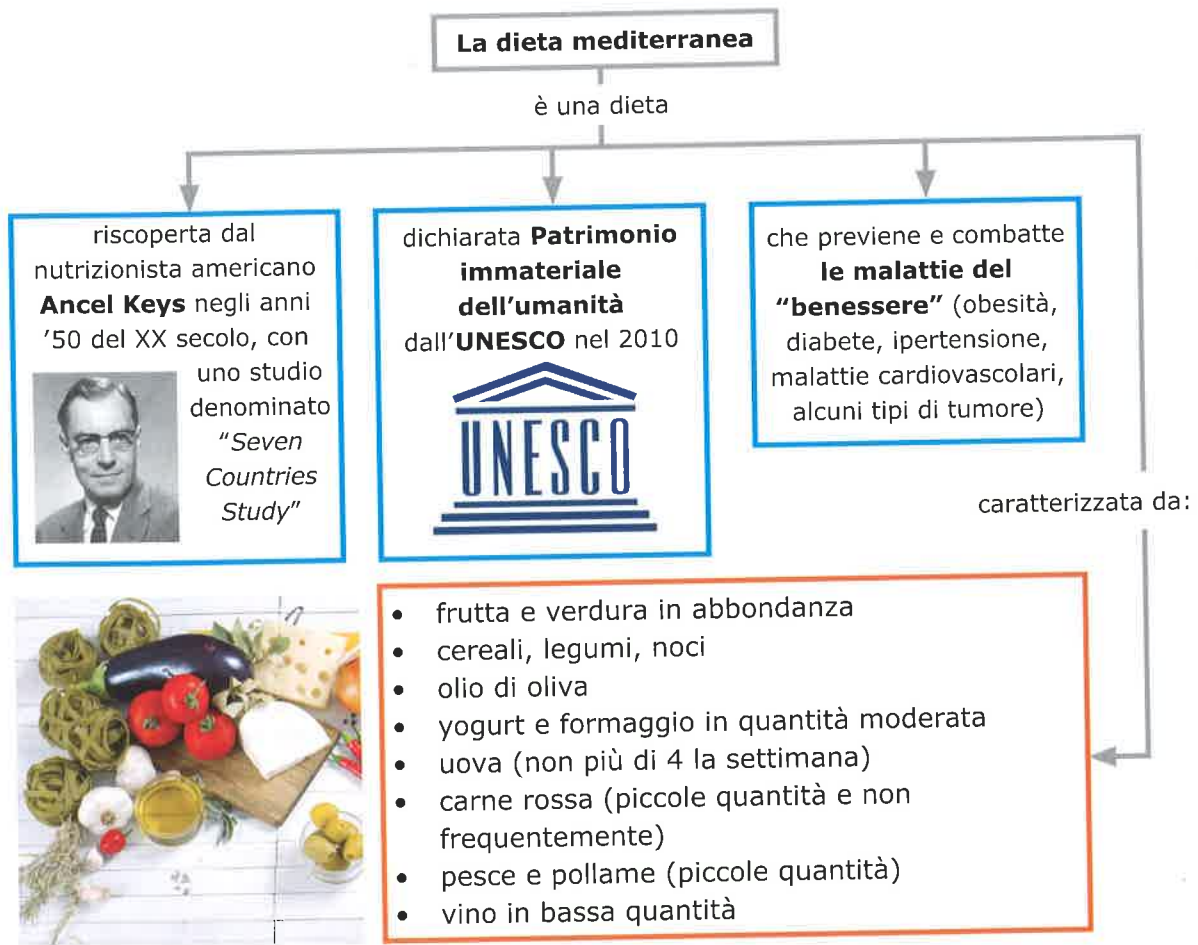 La dieta mediterranea
è una dieta
riscoperta dal
nutrizionista americano
Ancel Keys negli anni
'50 del XX secolo, con
uno studio
denominato
"Seven
Countries
Study"
dichiarata Patrimonio
immateriale
dell'umanità
dall'UNESCO nel 2010
UNESCO
che previene e combatte
le malattie del
"benessere" (obesità,
diabete, ipertensione,
malattie cardiovascolari,
alcuni tipi di tumore)
caratterizzata da:
• frutta e verdura in abbondanza
• cereali, legumi, noci
• olio di oliva
• yogurt e formaggio in quantità moderata
• uova (non più di 4 la settimana)
• carne rossa (piccole quantità e non
frequentemente)
• pesce e pollame (piccole quantità)
• vino in bassa quantità